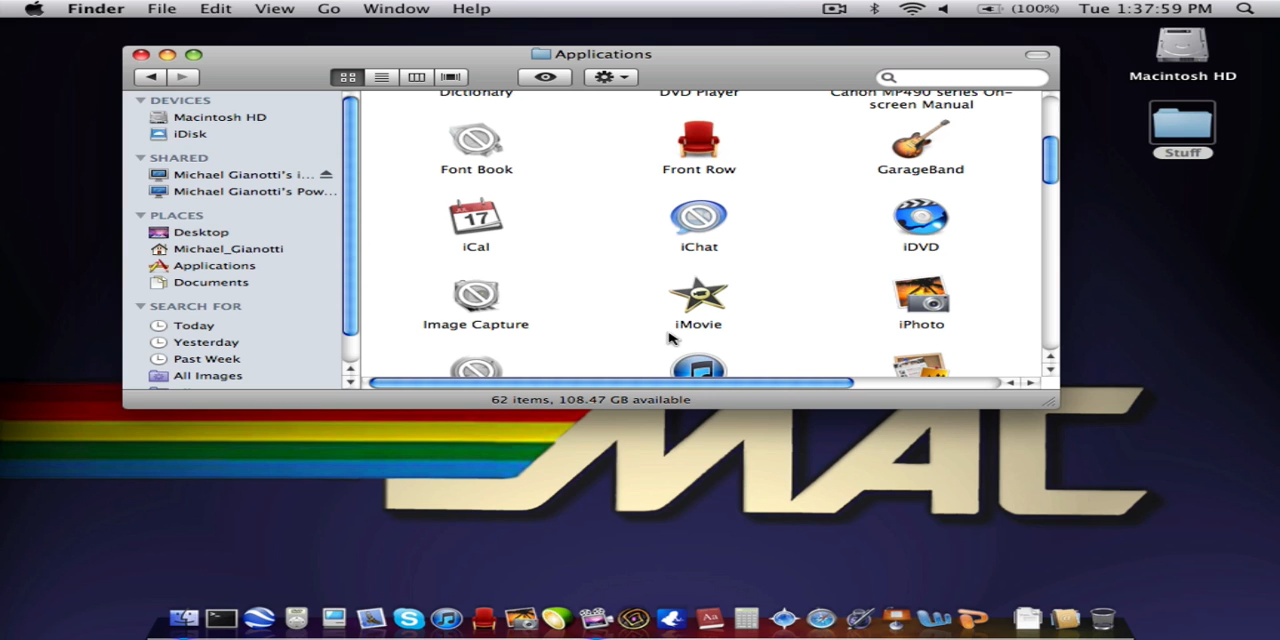 Finder File Edit View Go Window Help (100%) Tue 1:37:59 PM
Applications
Macintosh HD
Stuff
DEVICES
Macintosh HD
iDisk
SHARED
Michael Gianotti's i...
Michael Gianotti's Pow...
PLACES
Desktop
Michael_Gianotti
Applications
Documents
SEARCH FOR
Today
Yesterday
Past Week
All Images
Dictionary DVD Player Canon MP490 series On-
screen Manual
Font Book Front Row GarageBand
17
iCal iChat iDVD
Image Capture iMovie iPhoto
62 items, 108.47 GB available
MAC
Aa